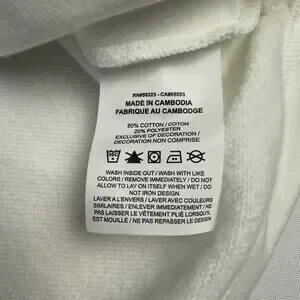 RN#56323 - CA#05553
MADE IN CAMBODIA
FABRIQUE AU CAMBODGE
80% COTTON / COTON
20% POLYESTER
EXCLUSIVE OF DECORATION /
DECORATION NON COMPRISE
WASH INSIDE OUT / WASH WITH LIKE
COLORS / REMOVE IMMEDIATELY / DO NOT
ALLOW TO LAY ON ITSELF WHEN WET / DO
NOT IRON DESIGN
LAVER A L'ENVERS / LAVER AVEC COULEURS
SIMILAIRES / ENLEVER IMMEDIATEMENT / NE
PAS LAISSER LE VÊTEMENT PLIÉ LORSQU'IL
EST MOUILLÉ / NE PAS REPASSER LE DESSIN